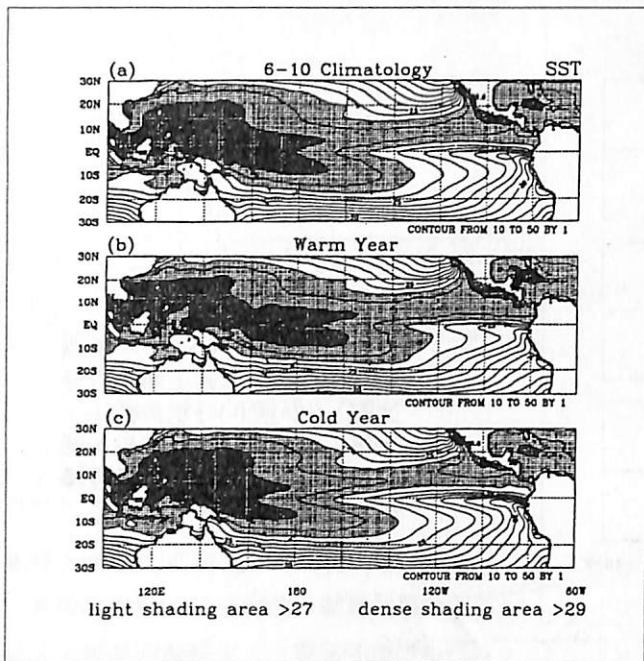 (a) 6-10 Climatology SST
30N
20N
10N
EQ
10S
20S
30S
CONTOUR FROM 10 TO 50 BY 1
(b) Warm Year
30N
20N
10N
EQ
10S
20S
30S
CONTOUR FROM 10 TO 50 BY 1
(c) Cold Year
30N
20N
10N
EQ
10S
20S
30S
CONTOUR FROM 10 TO 50 BY 1
120E 180 120W 60W
light shading area >27 dense shading area >29